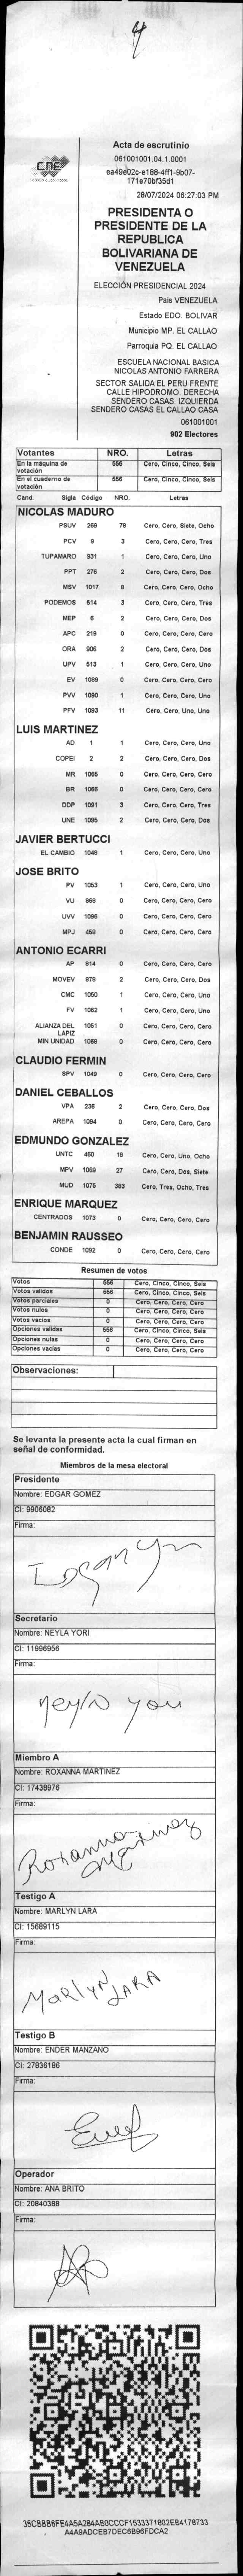 4
CNE
Acta de escrutinio
061001001.04.1.0001
ea49e02c-e188-4ff1-9b07-
171e70bf35d1
28/07/2024 06:27:03 PM
PRESIDENTA O
PRESIDENTE DE LA
REPUBLICA
BOLIVARIANA DE
VENEZUELA
ELECCIÓN PRESIDENCIAL 2024
Pais VENEZUELA
Estado EDO. BOLIVAR
Municipio MP. EL CALLAO
Parroquia PQ. EL CALLAO
ESCUELA NACIONAL BASICA
NICOLAS ANTONIO FARRERA
SECTOR SALIDA EL PERU FRENTE
CALLE HIPODROMO. DERECHA
SENDERO CASAS. IZQUIERDA
SENDERO CASAS EL CALLAO CASA
061001001
902 Electores
Votantes NRO. Letras
En la máquina de votación 556 Cero, Cinco, Cinco, Seis
En el cuaderno de votación 556 Cero, Cinco, Cinco, Seis
Cand. Sigla Código NRO. Letras
NICOLAS MADURO
PSUV 269 78 Cero, Cero, Siete, Ocho
PCV 9 3 Cero, Cero, Cero, Tres
TUPAMARO 931 1 Cero, Cero, Cero, Uno
PPT 276 2 Cero, Cero, Cero, Dos
MSV 1017 8 Cero, Cero, Cero, Ocho
PODEMOS 514 3 Cero, Cero, Cero, Tres
MEP 6 2 Cero, Cero, Cero, Dos
APC 219 0 Cero, Cero, Cero, Cero
ORA 906 2 Cero, Cero, Cero, Dos
UPV 513 1 Cero, Cero, Cero, Uno
EV 1089 0 Cero, Cero, Cero, Cero
PVV 1090 1 Cero, Cero, Cero, Uno
PFV 1093 11 Cero, Cero, Uno, Uno
LUIS MARTINEZ
AD 1 1 Cero, Cero, Cero, Uno
COPEI 2 2 Cero, Cero, Cero, Dos
MR 1065 0 Cero, Cero, Cero, Cero
BR 1066 0 Cero, Cero, Cero, Cero
DDP 1091 3 Cero, Cero, Cero, Tres
UNE 1095 2 Cero, Cero, Cero, Dos
JAVIER BERTUCCI
EL CAMBIO 1048 1 Cero, Cero, Cero, Uno
JOSE BRITO
PV 1053 1 Cero, Cero, Cero, Uno
VU 868 0 Cero, Cero, Cero, Cero
UVV 1096 0 Cero, Cero, Cero, Cero
MPJ 458 0 Cero, Cero, Cero, Cero
ANTONIO ECARRI
AP 814 0 Cero, Cero, Cero, Cero
MOVEV 878 2 Cero, Cero, Cero, Dos
CMC 1050 1 Cero, Cero, Cero, Uno
FV 1062 1 Cero, Cero, Cero, Uno
ALIANZA DEL LAPIZ 1051 0 Cero, Cero, Cero, Cero
MIN UNIDAD 1068 0 Cero, Cero, Cero, Cero
CLAUDIO FERMIN
SPV 1049 0 Cero, Cero, Cero, Cero
DANIEL CEBALLOS
VPA 236 2 Cero, Cero, Cero, Dos
AREPA 1094 0 Cero, Cero, Cero, Cero
EDMUNDO GONZALEZ
UNTC 460 18 Cero, Cero, Uno, Ocho
MPV 1069 27 Cero, Cero, Dos, Siete
MUD 1075 383 Cero, Tres, Ocho, Tres
ENRIQUE MARQUEZ
CENTRADOS 1073 0 Cero, Cero, Cero, Cero
BENJAMIN RAUSSEO
CONDE 1092 0 Cero, Cero, Cero, Cero
Resumen de votos
Votos 556 Cero, Cinco, Cinco, Seis
Votos validos 556 Cero, Cinco, Cinco, Seis
Votos parciales 0 Cero, Cero, Cero, Cero
Votos nulos 0 Cero, Cero, Cero, Cero
Votos vacios 0 Cero, Cero, Cero, Cero
Opciones validas 556 Cero, Cinco, Cinco, Seis
Opciones nulas 0 Cero, Cero, Cero, Cero
Opciones vacias 0 Cero, Cero, Cero, Cero
Observaciones:
Se levanta la presente acta la cual firman en
señal de conformidad.
Miembros de la mesa electoral
Presidente
Nombre: EDGAR GOMEZ
CI: 9906082
Firma:
Secretario
Nombre: NEYLA YORI
CI: 11996956
Firma:
Miembro A
Nombre: ROXANNA MARTINEZ
CI: 17438976
Firma:
Roxanna Martinez
Testigo A
Nombre: MARLYN LARA
CI: 15689115
Firma:
MARLYN LARA
Testigo B
Nombre: ENDER MANZANO
CI: 27836186
Firma:
Operador
Nombre: ANA BRITO
CI: 20840388
Firma:
35CBBB6FE4A5A284AB0CCCF1533371802EB4178733
A4A9ADCEB7DEC6B96FDCA2